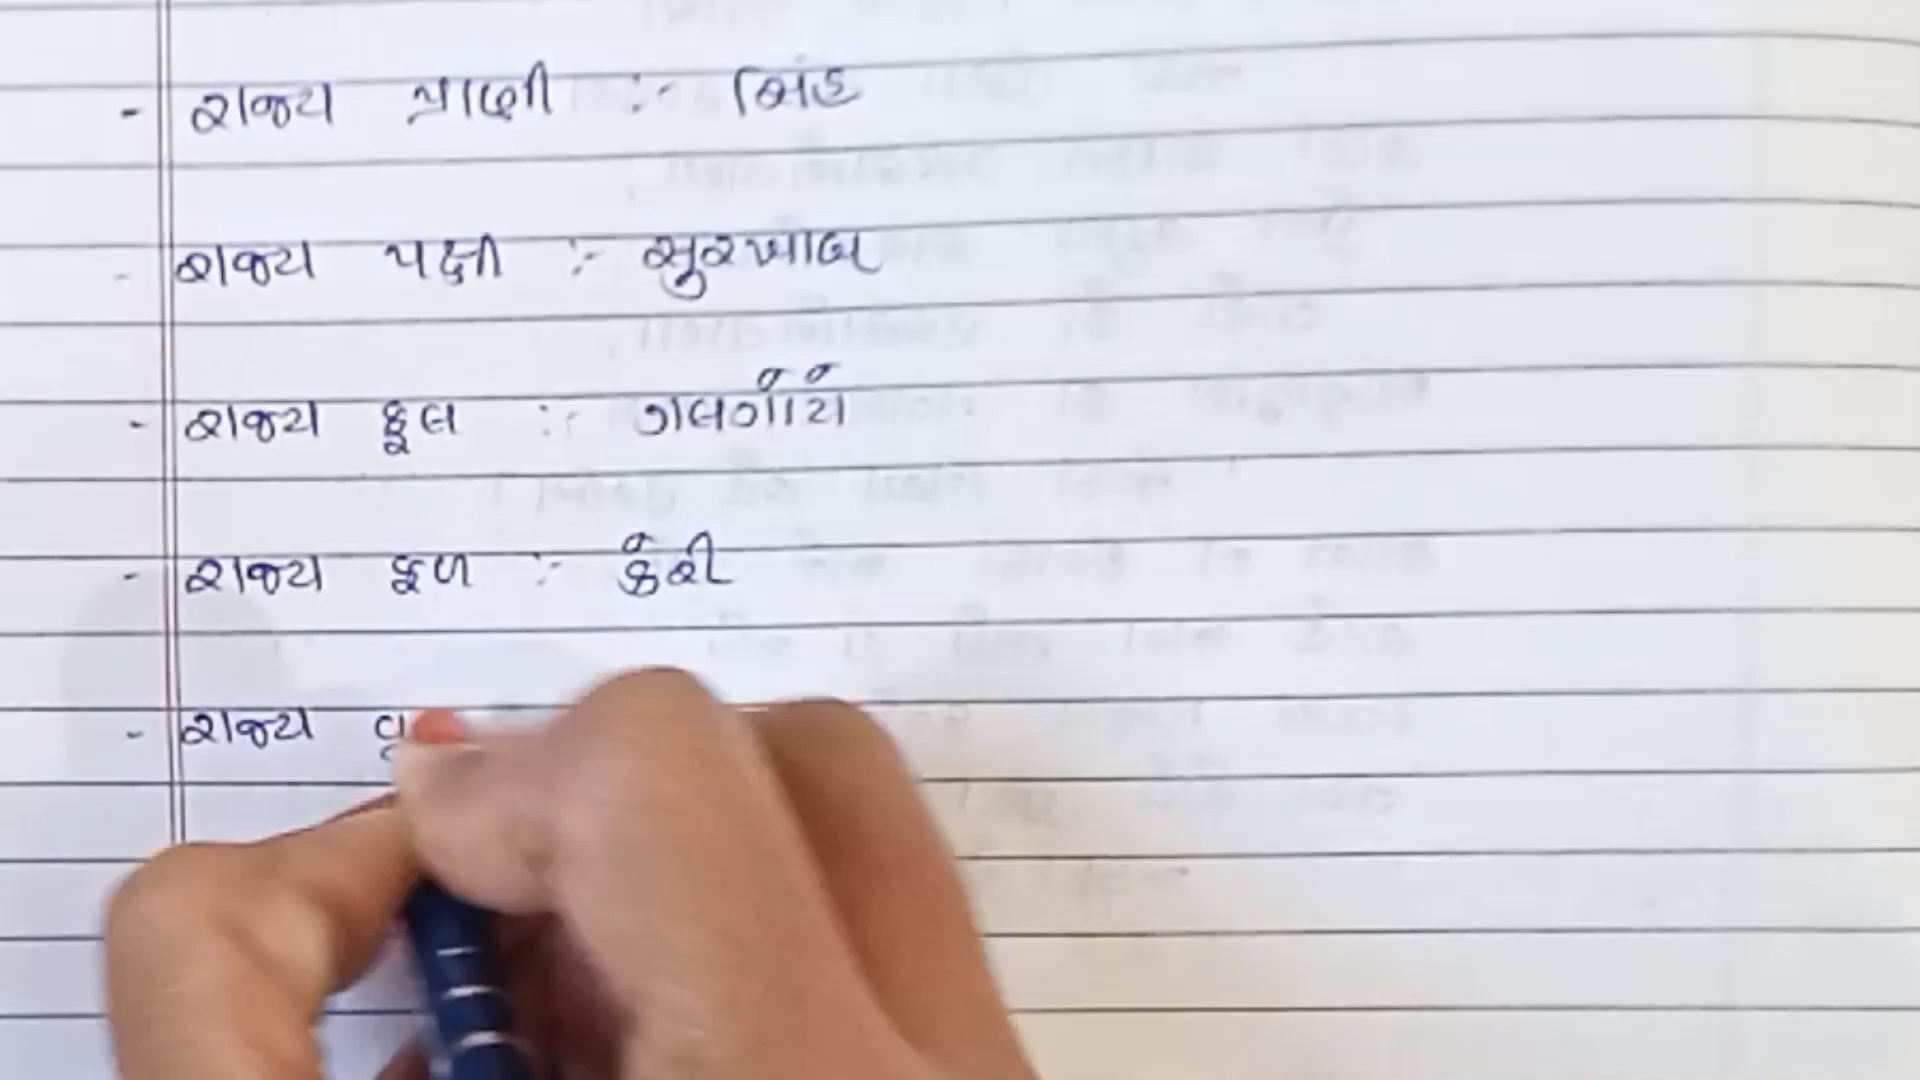 - રાજ્ય પ્રાણી :- સિંહ
- રાજ્ય પક્ષી :- સુરખાબ
- રાજ્ય ફૂલ :- ગલગોટો
- રાજ્ય ફળ :- કેરી
- રાજ્ય વૃ